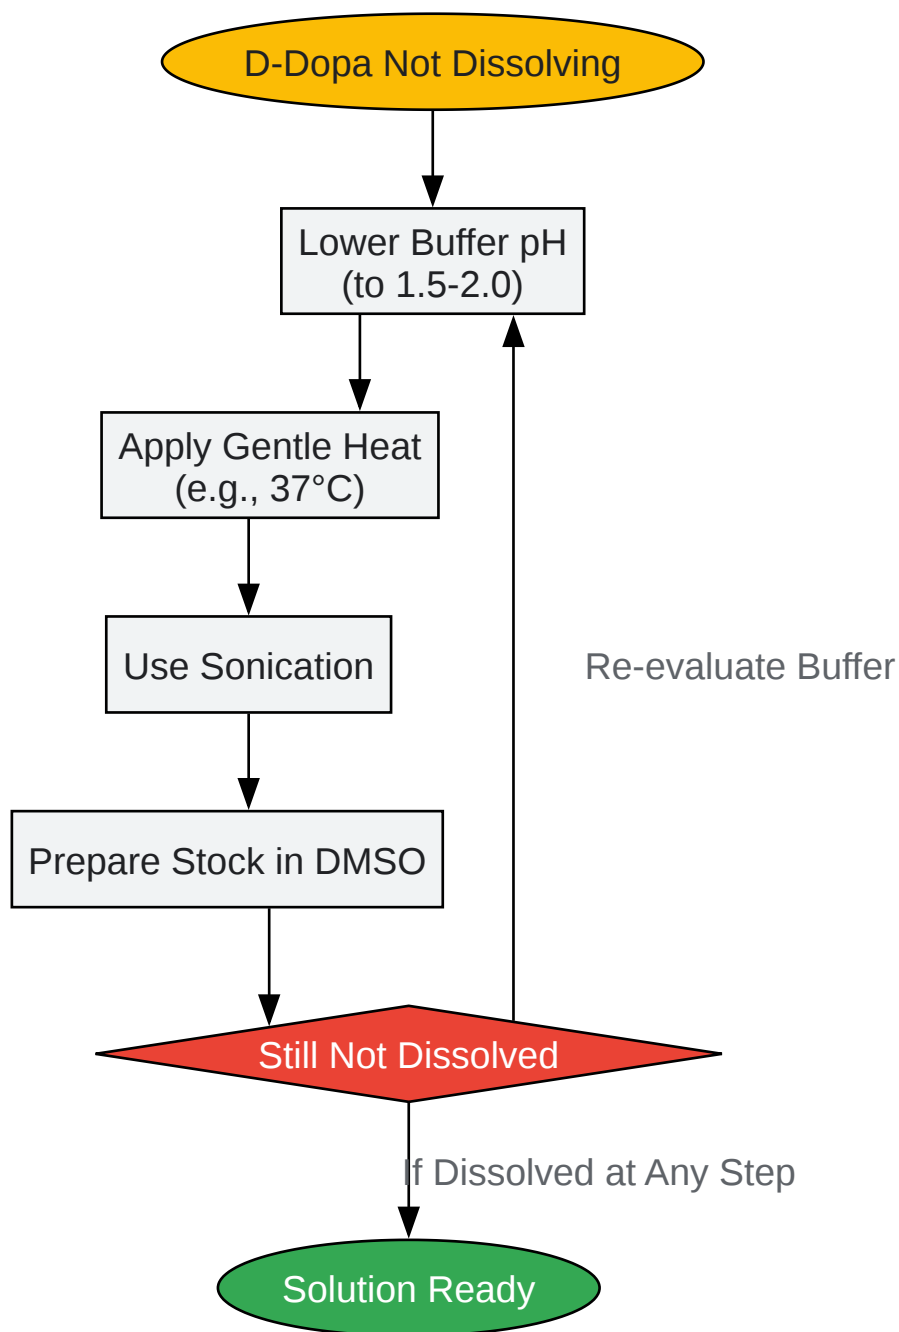 D-Dopa Not Dissolving
Lower Buffer pH
(to 1.5-2.0)
Apply Gentle Heat
(e.g., 37°C)
Use Sonication
Re-evaluate Buffer
Prepare Stock in DMSO
Still Not Dissolved
If Dissolved at Any Step
Solution Ready